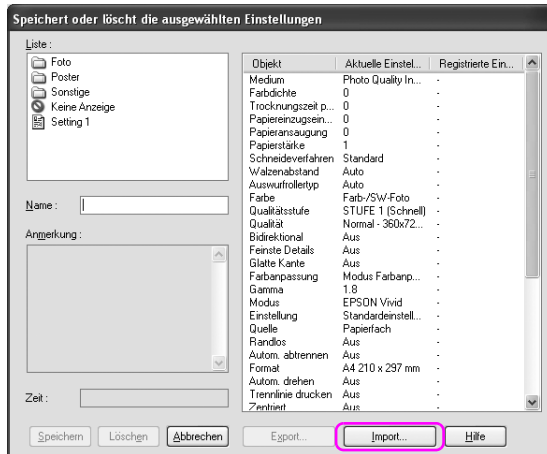 Speichert oder löscht die ausgewählten Einstellungen
Liste :
Foto
Poster
Sonstige
Keine Anzeige
Setting 1
Name :
Anmerkung :
Zeit :
Objekt Aktuelle Einstel... Registrierte Ein...
Medium Photo Quality In... -
Farbdichte 0 -
Trocknungszeit p... 0 -
Papiereinzugsein... 0 -
Papieransaugung 0 -
Papierstärke 1 -
Schneideverfahren Standard -
Walzenabstand Auto -
Auswurfrollertyp Auto -
Farbe Farb-/SW-Foto -
Qualitätsstufe STUFE 1 (Schnell) -
Qualität Normal - 360x72... -
Bidirektional Aus -
Feinste Details Aus -
Glatte Kante Aus -
Farbanpassung Modus Farbanp... -
Gamma 1.8 -
Modus EPSON Vivid -
Einstellung Standardeinstell... -
Quelle Papierfach -
Randlos Aus -
Autom. abtrennen Aus -
Format A4 210 x 297 mm -
Autom. drehen Aus -
Trennlinie drucken Aus -
Zentriert Aus -
Speichern Löschen Abbrechen Export... Import... Hilfe